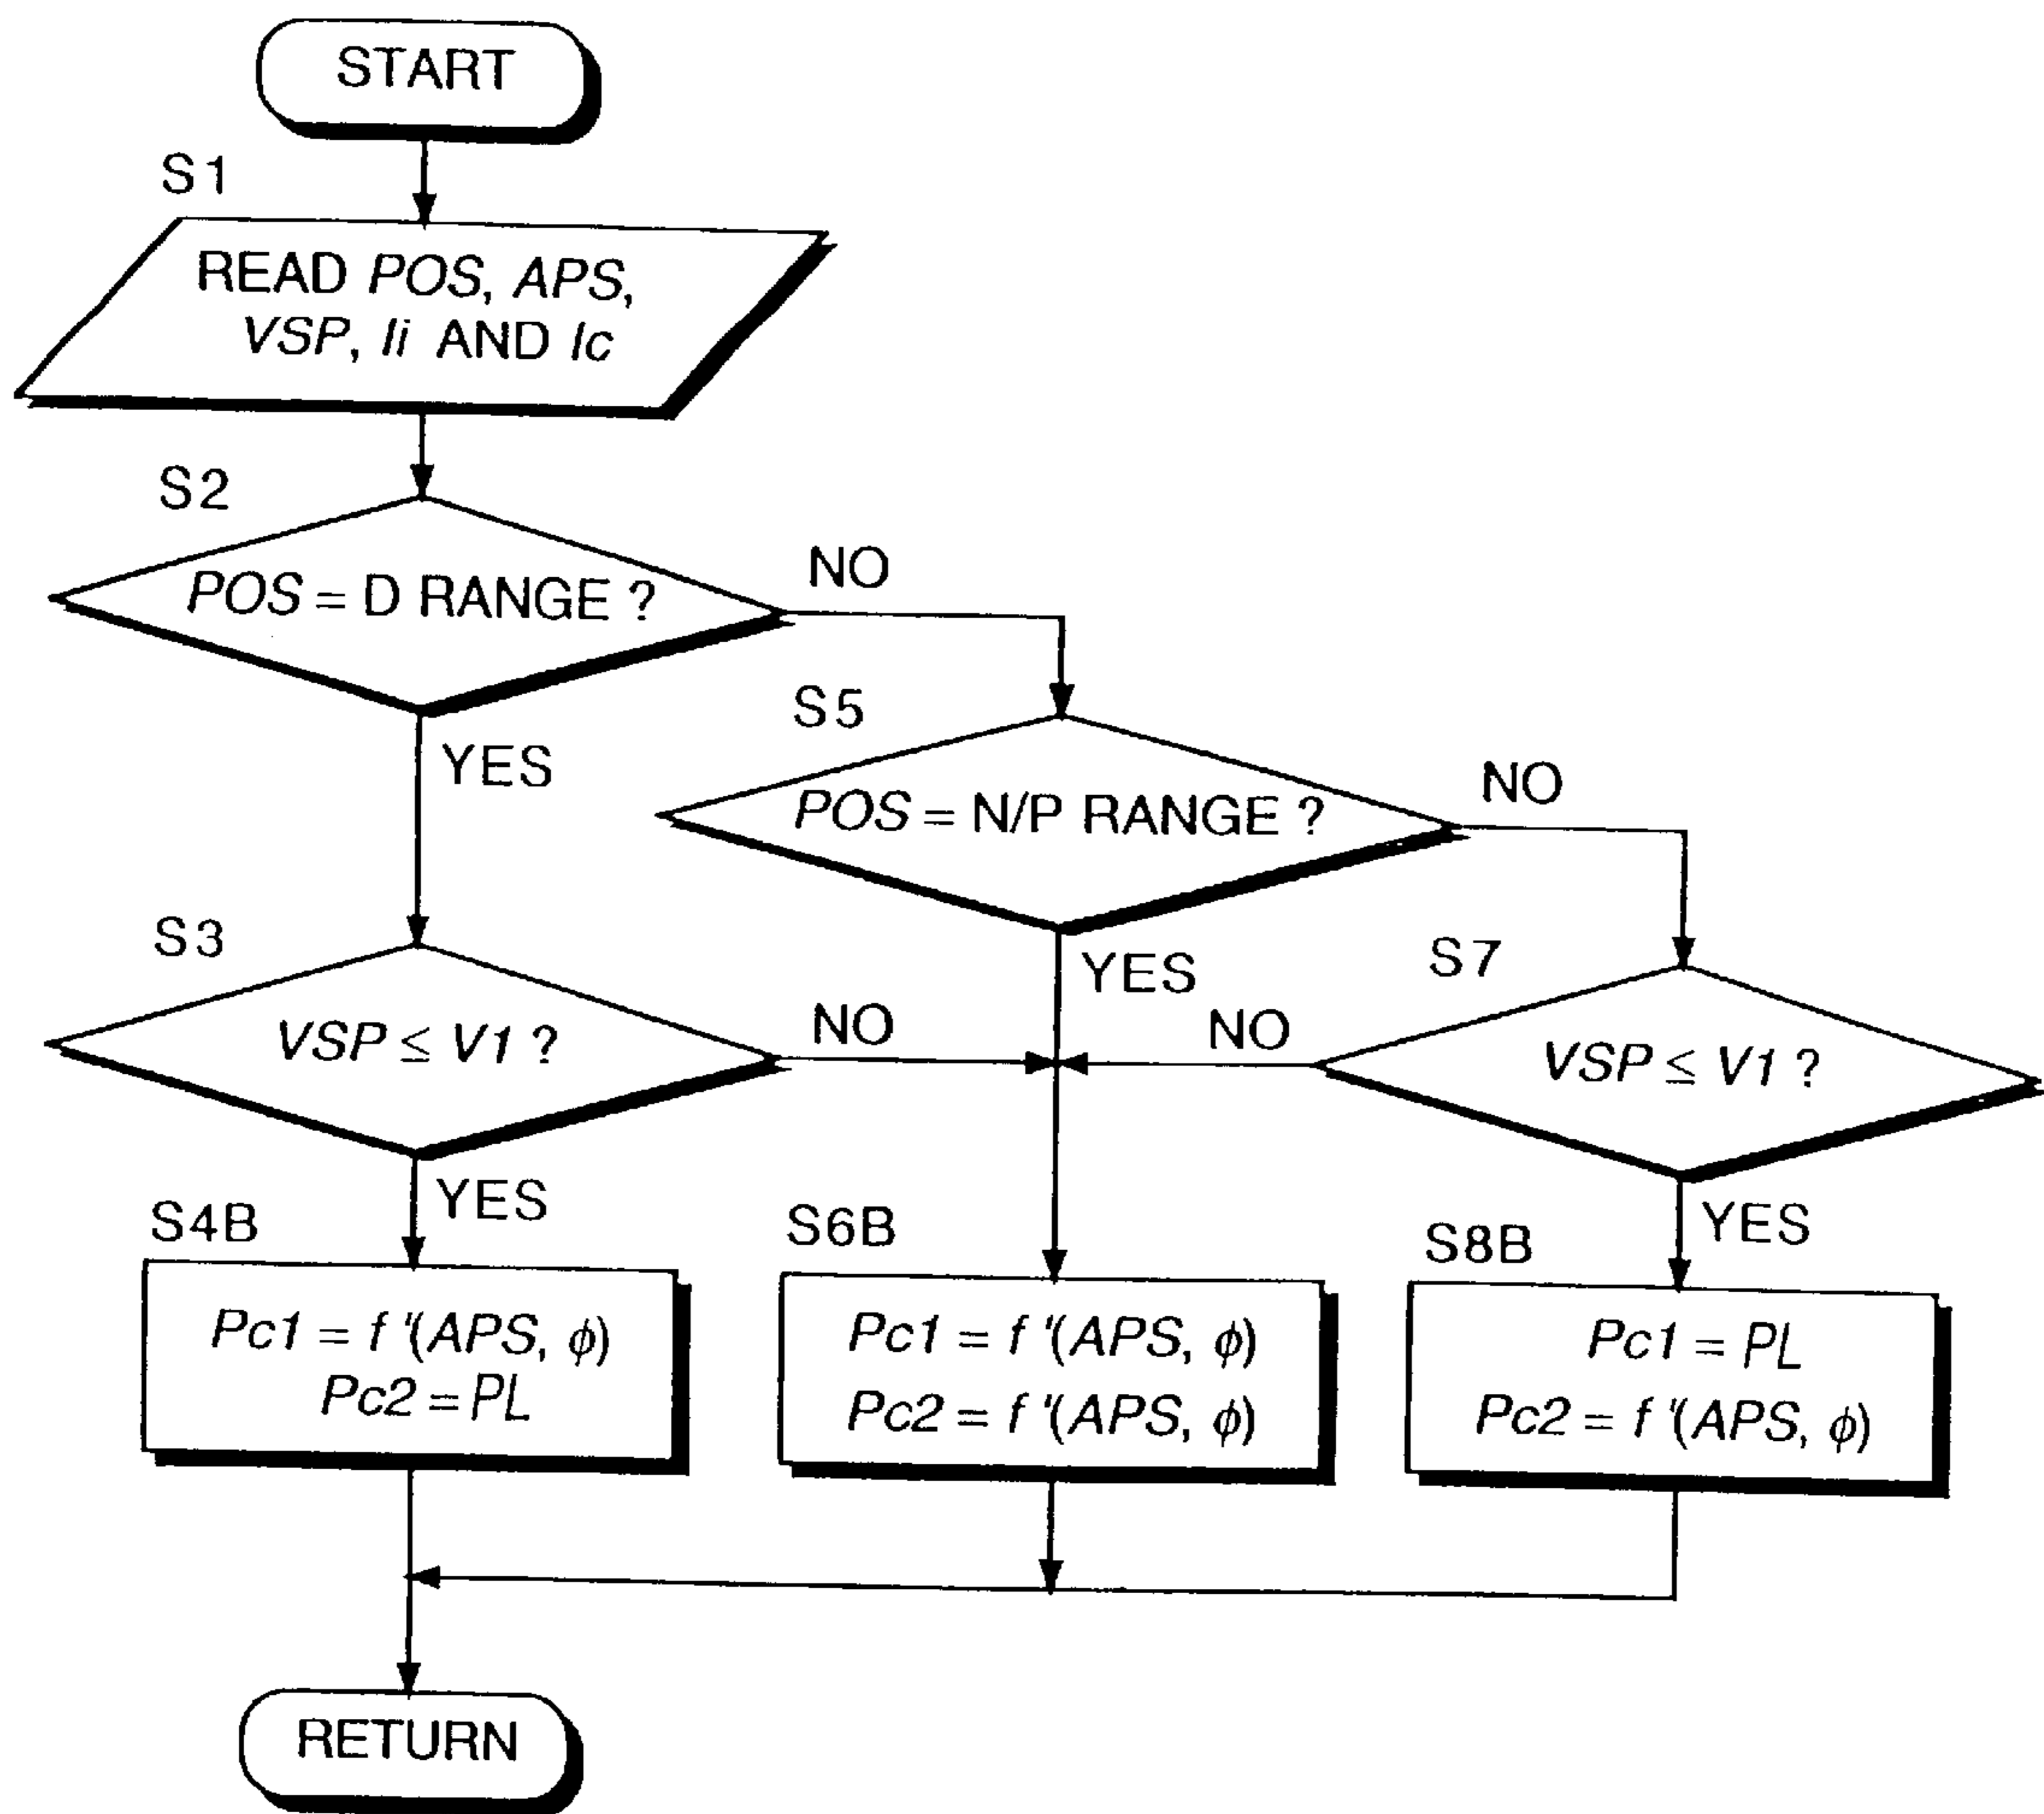 START
S1
READ POS, APS,
VSP, Ii AND Ic
S2
POS = D RANGE ?
NO
YES
S5
POS = N/P RANGE ?
NO
YES
S3
VSP ≤ V1 ?
NO
YES
S7
VSP ≤ V1 ?
NO
YES
S4B
Pc1 = f '(APS, ϕ)
Pc2 = PL
S6B
Pc1 = f '(APS, ϕ)
Pc2 = f '(APS, ϕ)
S8B
Pc1 = PL
Pc2 = f '(APS, ϕ)
RETURN